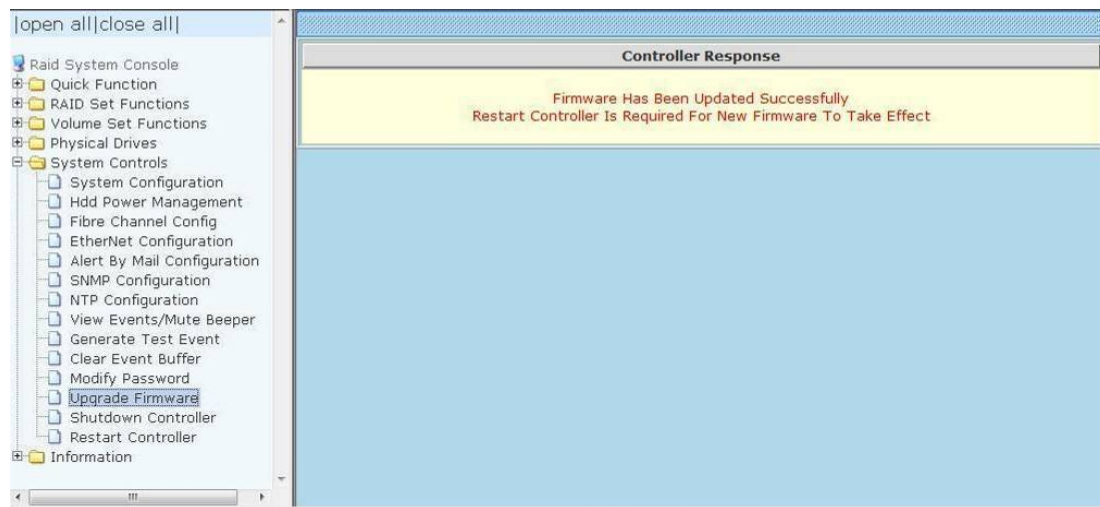 |open all|close all|
Raid System Console
Quick Function
RAID Set Functions
Volume Set Functions
Physical Drives
System Controls
System Configuration
Hdd Power Management
Fibre Channel Config
EtherNet Configuration
Alert By Mail Configuration
SNMP Configuration
NTP Configuration
View Events/Mute Beeper
Generate Test Event
Clear Event Buffer
Modify Password
Upgrade Firmware
Shutdown Controller
Restart Controller
Information
Controller Response
Firmware Has Been Updated Successfully
Restart Controller Is Required For New Firmware To Take Effect